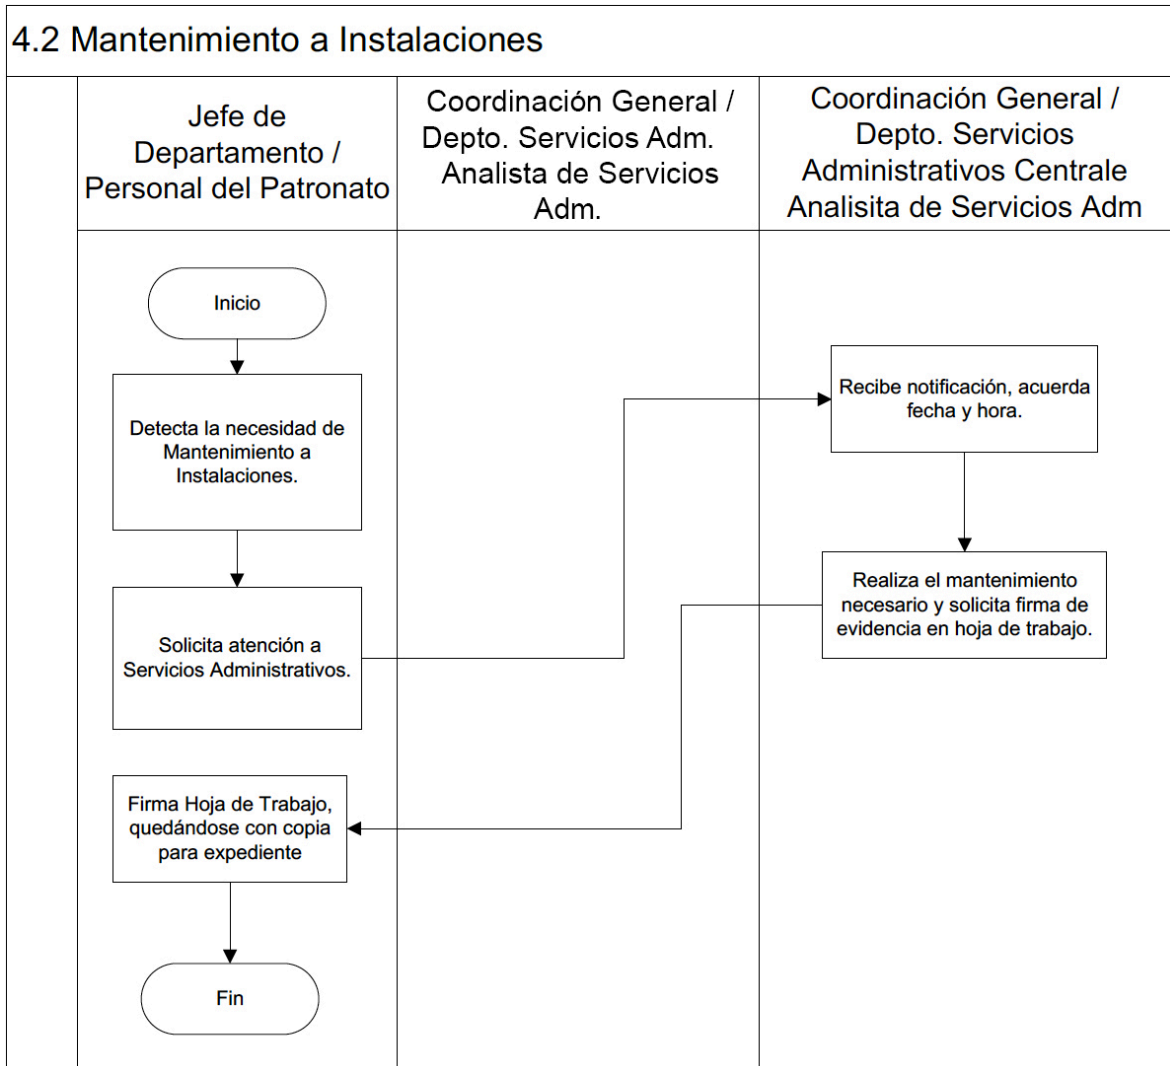 4.2 Mantenimiento a Instalaciones
Jefe de
Departamento /
Personal del Patronato
Coordinación General /
Depto. Servicios Adm.
Analista de Servicios
Adm.
Coordinación General /
Depto. Servicios
Administrativos Centrale
Analisita de Servicios Adm
Inicio
Detecta la necesidad de
Mantenimiento a
Instalaciones.
Solicita atención a
Servicios Administrativos.
Recibe notificación, acuerda
fecha y hora.
Realiza el mantenimiento
necesario y solicita firma de
evidencia en hoja de trabajo.
Firma Hoja de Trabajo,
quedándose con copia
para expediente
Fin